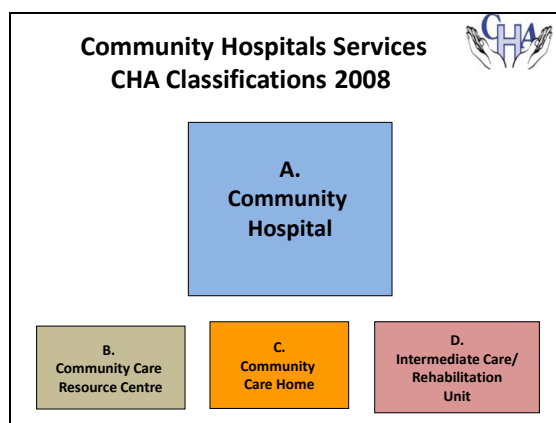 Community Hospitals Services
CHA Classifications 2008
CHA
A.
Community
Hospital
B.
Community Care
Resource Centre
C.
Community
Care Home
D.
Intermediate Care/
Rehabilitation
Unit